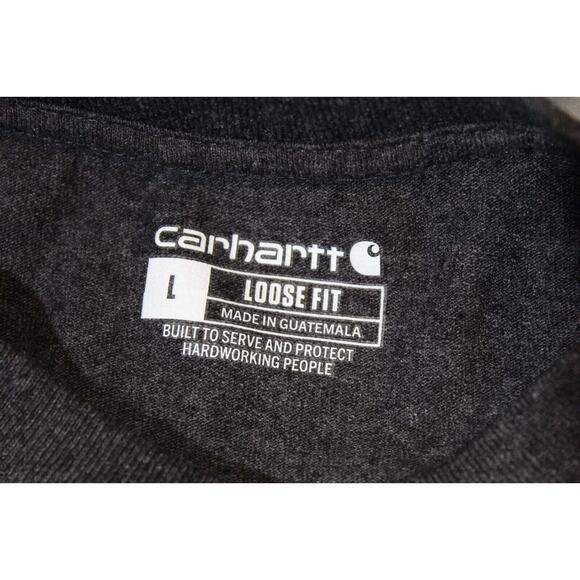 carhartt
L
LOOSE FIT
MADE IN GUATEMALA
BUILT TO SERVE AND PROTECT
HARDWORKING PEOPLE